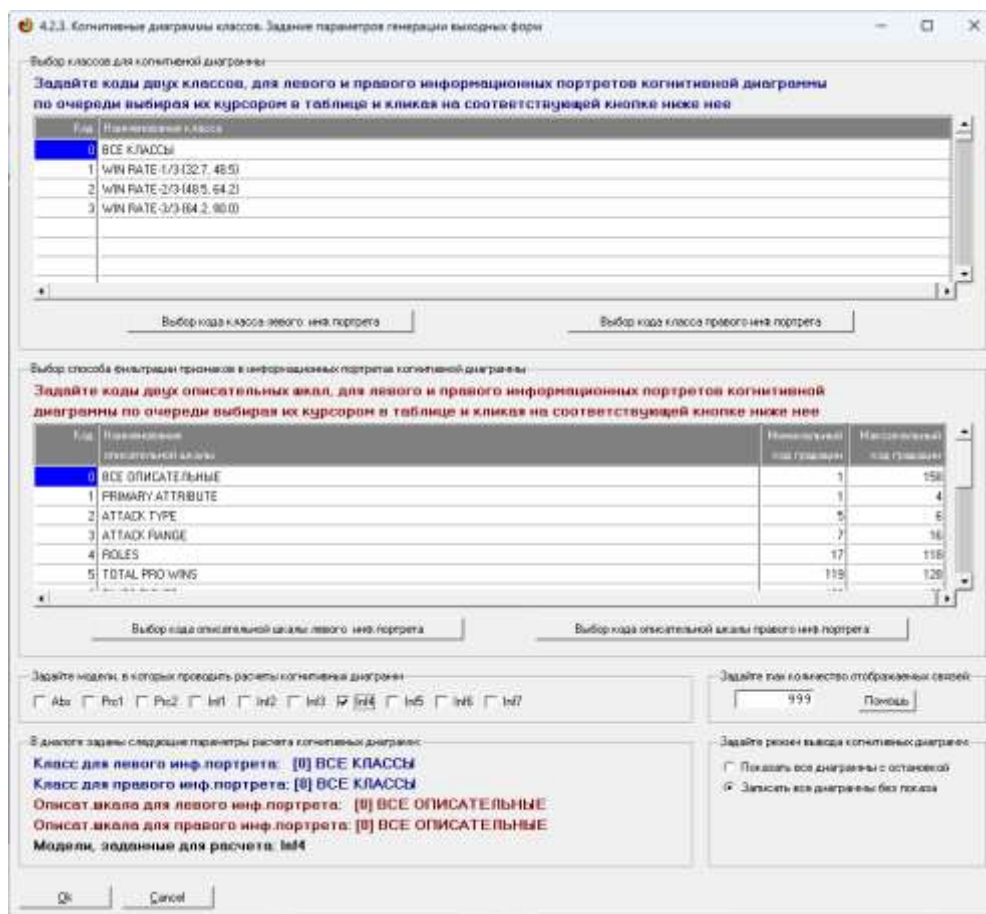 4.2.3. Когнитивные диаграммы классов. Задание параметров генерации выходных форм
Выбор классов для когнитивной диаграммы
Задайте коды двух классов, для левого и правого информационных портретов когнитивной диаграммы
по очереди выбирая их курсором в таблице и кликая на соответствующей кнопке ниже нее
Код Наименование класса
0 ВСЕ КЛАССЫ
1 WIN RATE-1/3-{32.7, 48.5}
2 WIN RATE-2/3-{48.5, 64.2}
3 WIN RATE-3/3-{64.2, 80.0}
Выбор кода класса левого инф.портрета Выбор кода класса правого инф.портрета
Выбор способа фильтрации признаков в информационных портретах когнитивной диаграммы
Задайте коды двух описательных шкал, для левого и правого информационных портретов когнитивной
диаграммы по очереди выбирая их курсором в таблице и кликая на соответствующей кнопке ниже нее
Код Наименование Минимальный Максимальный
описательной шкалы код градации код градации
0 ВСЕ ОПИСАТЕЛЬНЫЕ 1 158
1 PRIMARY ATTRIBUTE 1 4
2 ATTACK TYPE 5 6
3 ATTACK RANGE 7 16
4 ROLES 17 118
5 TOTAL PRO WINS 119 128
Выбор кода описательной шкалы левого инф.портрета Выбор кода описательной шкалы правого инф.портрета
Задайте модели, в которых проводить расчеты когнитивных диаграмм Задайте max количество отображаемых связей:
Abs Prc1 Prc2 Inf1 Inf2 Inf3 Inf4 Inf5 Inf6 Inf7 999 Помощь
В диалоге заданы следующие параметры расчета когнитивных диаграмм: Задайте режим вывода когнитивных диаграмм:
Класс для левого инф.портрета: [0] ВСЕ КЛАССЫ Показать все диаграммы с остановкой
Класс для правого инф.портрета: [0] ВСЕ КЛАССЫ Записать все диаграммы без показа
Описат.шкала для левого инф.портрета: [0] ВСЕ ОПИСАТЕЛЬНЫЕ
Описат.шкала для правого инф.портрета: [0] ВСЕ ОПИСАТЕЛЬНЫЕ
Модели, заданные для расчета: Inf4
Ok Cancel